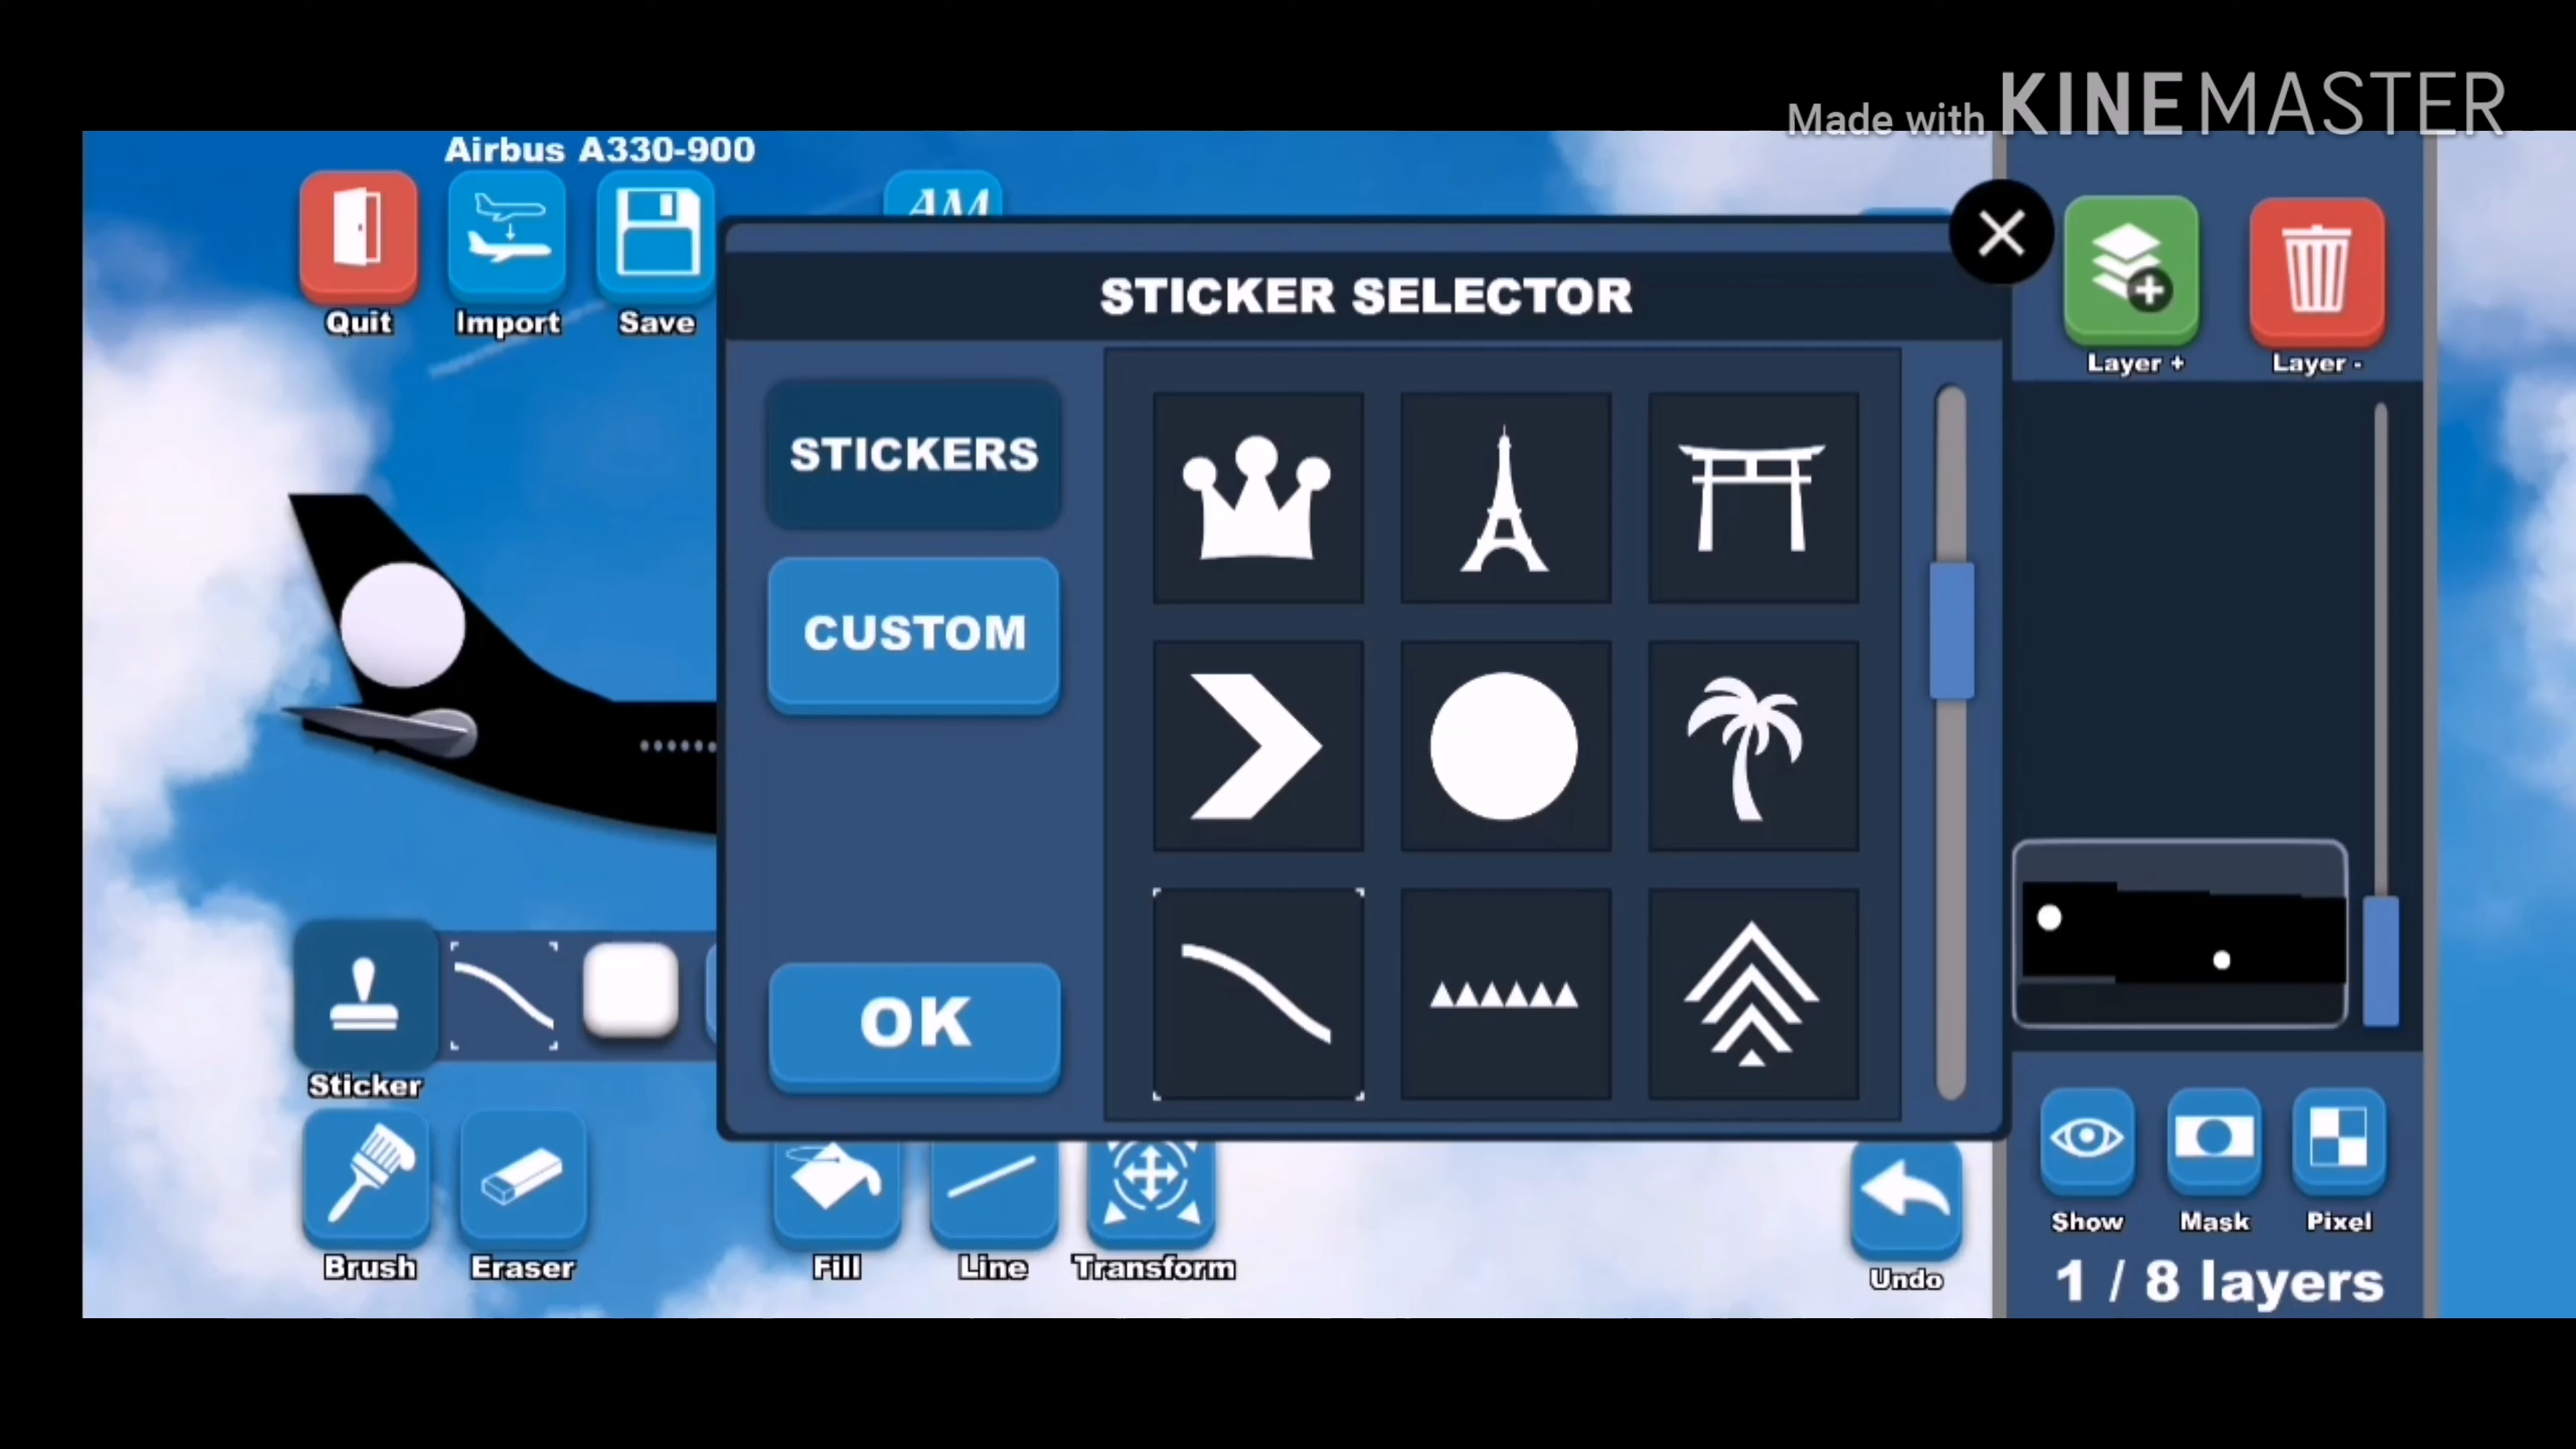 Made with KINEMASTER
Airbus A330-900
AM
Quit
Import
Save
STICKER SELECTOR
Layer +
Layer -
STICKERS
CUSTOM
OK
Sticker
Brush
Eraser
Fill
Line
Transform
Undo
Show
Mask
Pixel
1 / 8 layers